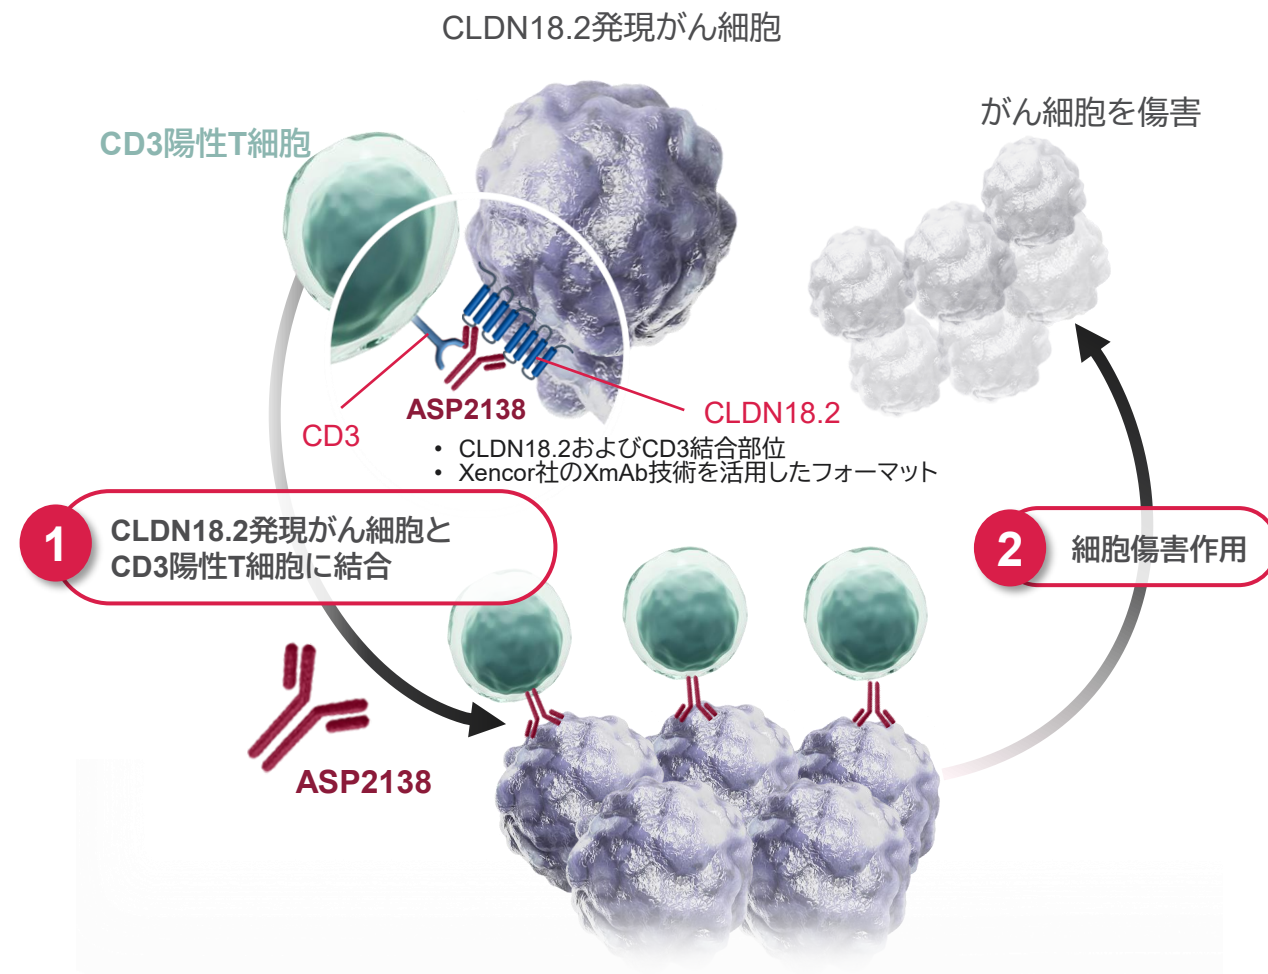 CLDN18.2発現がん細胞
がん細胞を傷害
CD3陽性T細胞
ASP2138
CLDN18.2
CD3
• CLDN18.2およびCD3結合部位
• Xencor社のXmAb技術を活用したフォーマット
1
CLDN18.2発現がん細胞と
CD3陽性T細胞に結合
2
細胞傷害作用
ASP2138